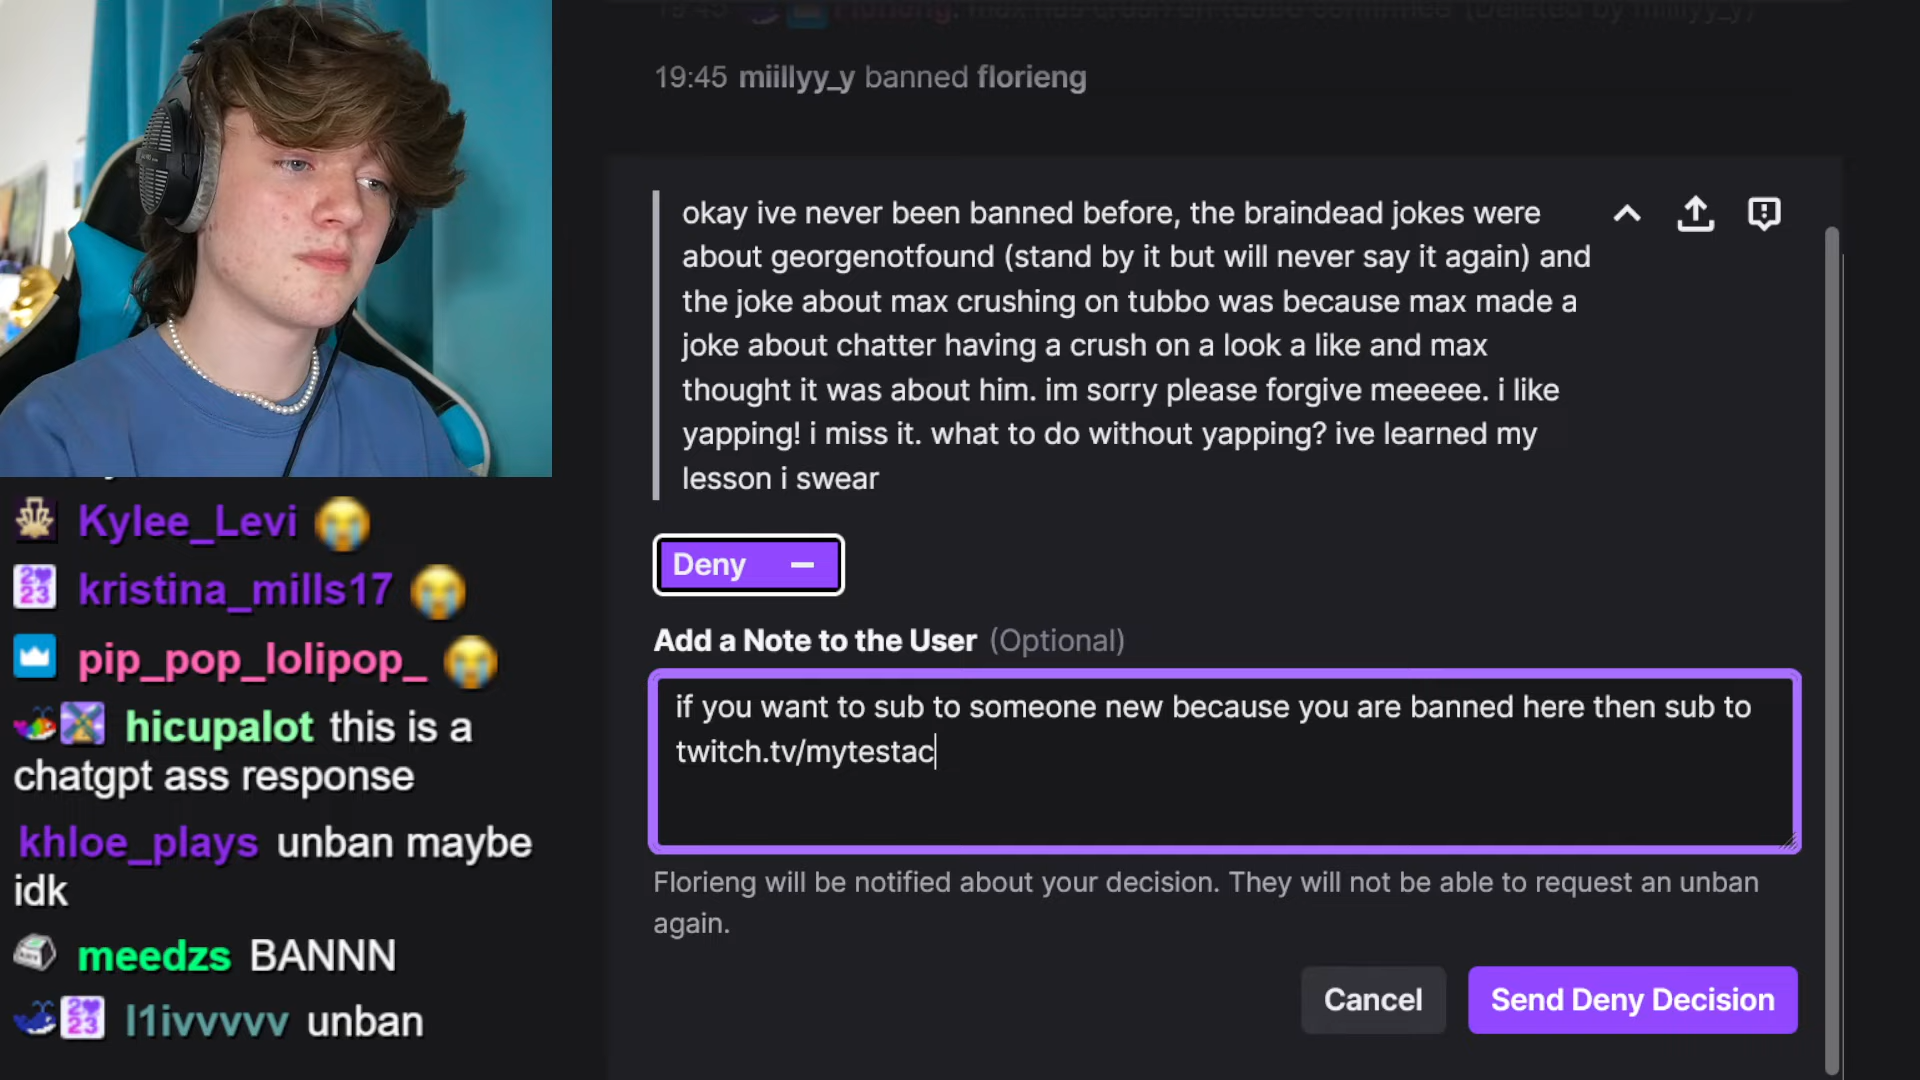 19:45 miillyy_y banned florieng
okay ive never been banned before, the braindead jokes were
about georgenotfound (stand by it but will never say it again) and
the joke about max crushing on tubbo was because max made a
joke about chatter having a crush on a look a like and max
thought it was about him. im sorry please forgive meeeee. i like
yapping! i miss it. what to do without yapping? ive learned my
lesson i swear
Deny
Add a Note to the User (Optional)
if you want to sub to someone new because you are banned here then sub to
twitch.tv/mytestac
Florieng will be notified about your decision. They will not be able to request an unban
again.
Cancel
Send Deny Decision
Kylee_Levi
kristina_mills17
pip_pop_lolipop_
hicupalot this is a
chatgpt ass response
khloe_plays unban maybe
idk
meedzs BANNN
l1ivvvvv unban